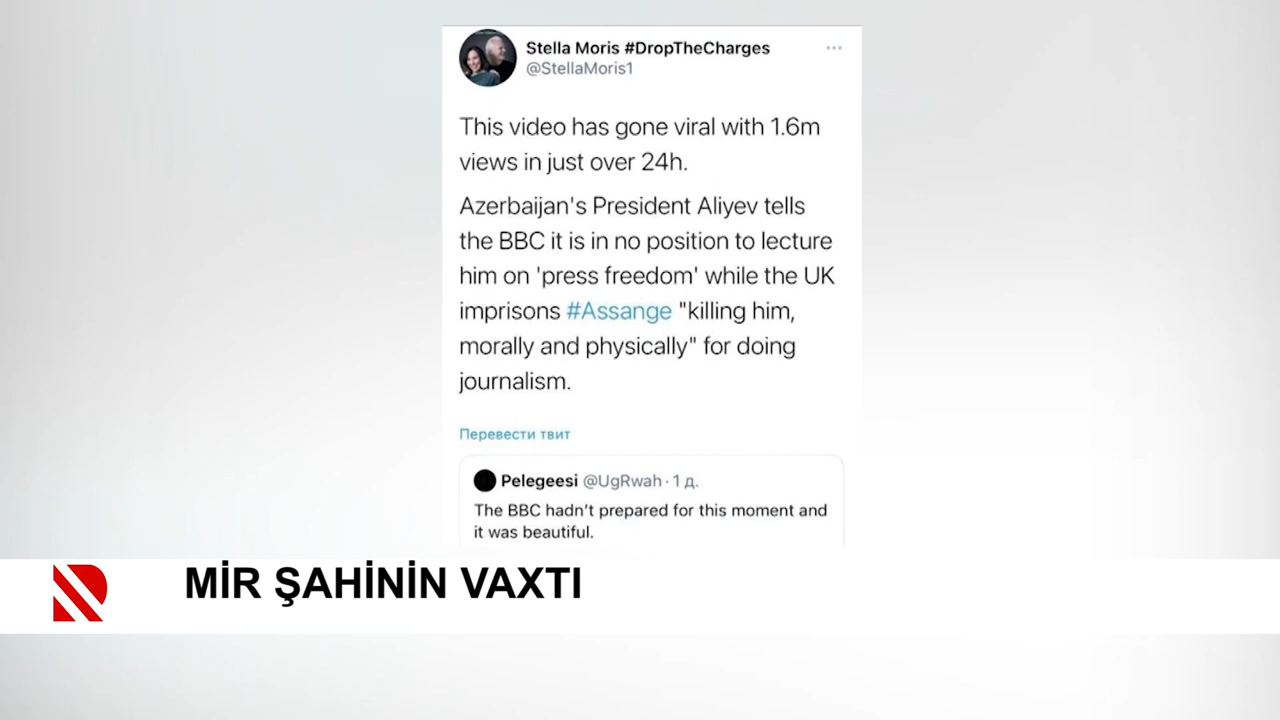 Stella Moris #DropTheCharges
@StellaMoris1
This video has gone viral with 1.6m
views in just over 24h.
Azerbaijan's President Aliyev tells
the BBC it is in no position to lecture
him on 'press freedom' while the UK
imprisons #Assange "killing him,
morally and physically" for doing
journalism.
Перевести твит
Pelegeesi @UgRwah · 1 д.
The BBC hadn’t prepared for this moment and
it was beautiful.
MİR ŞAHİNİN VAXTI